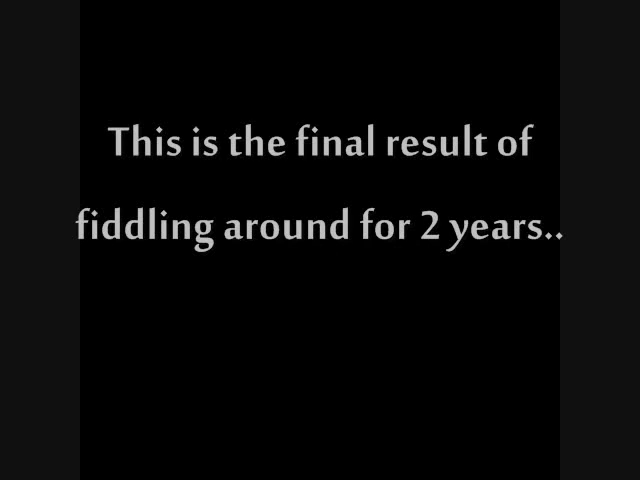 This is the final result of
fiddling around for 2 years..